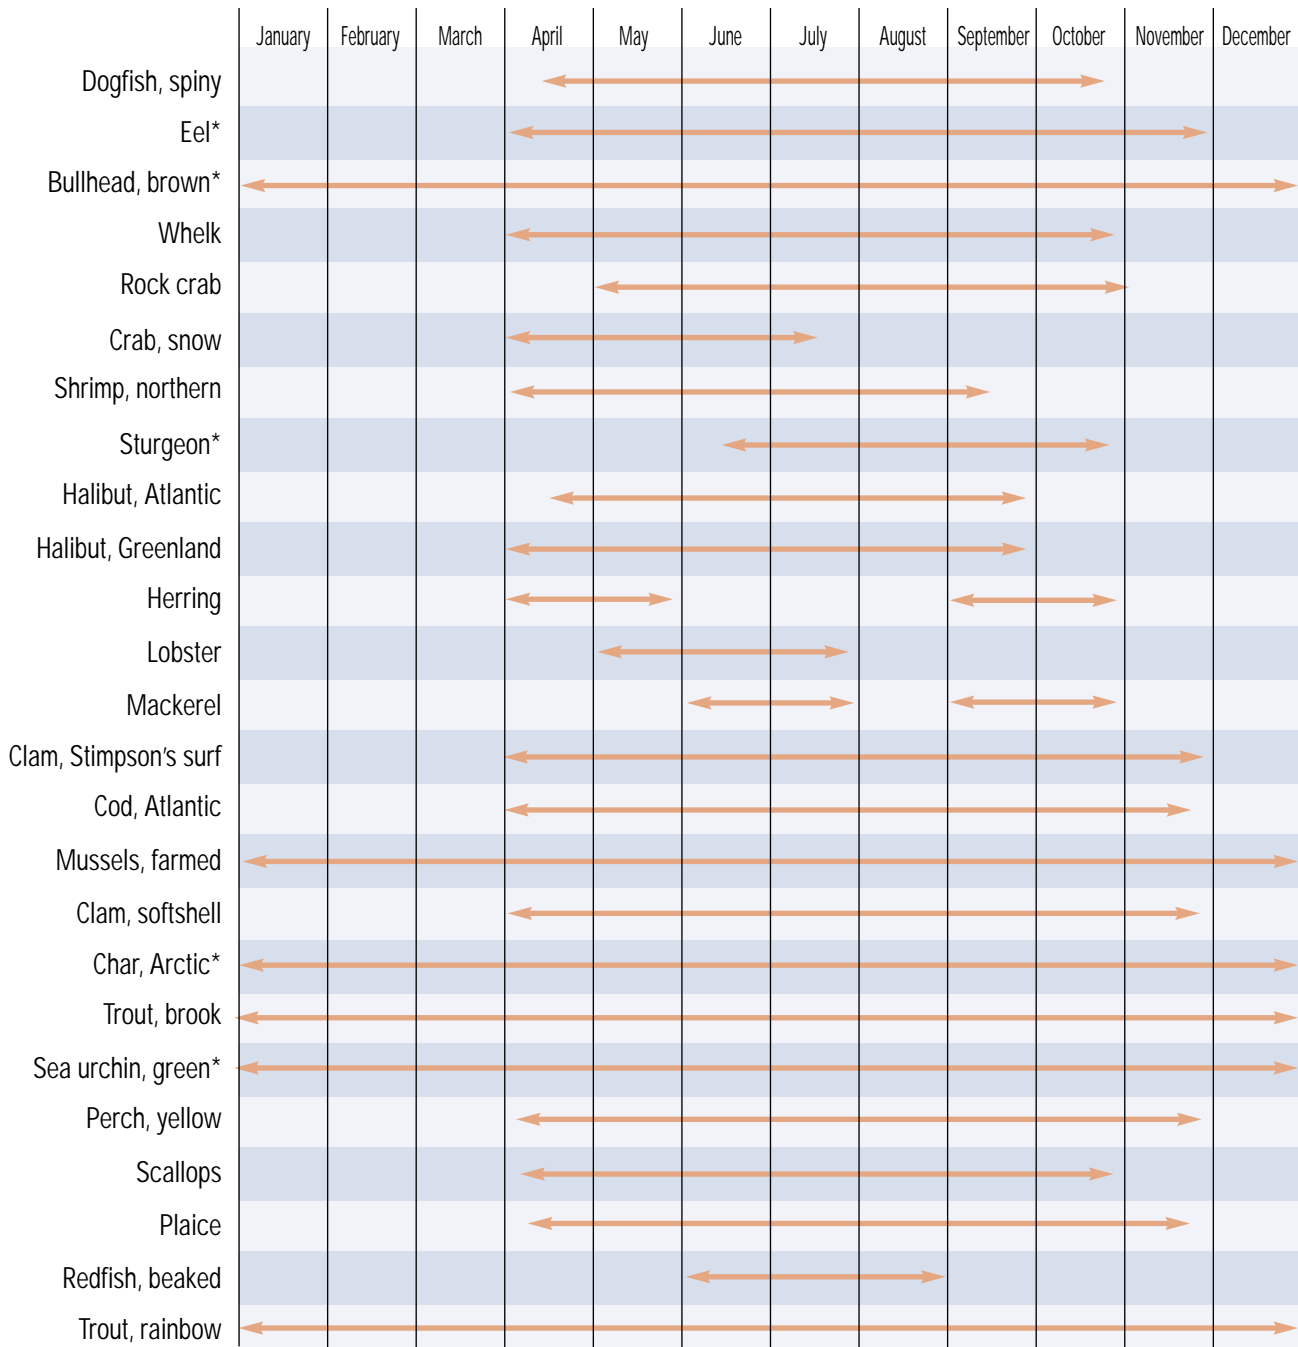 January February March April May June July August September October November December
Dogfish, spiny
Eel*
Bullhead, brown*
Whelk
Rock crab
Crab, snow
Shrimp, northern
Sturgeon*
Halibut, Atlantic
Halibut, Greenland
Herring
Lobster
Mackerel
Clam, Stimpson’s surf
Cod, Atlantic
Mussels, farmed
Clam, softshell
Char, Arctic*
Trout, brook
Sea urchin, green*
Perch, yellow
Scallops
Plaice
Redfish, beaked
Trout, rainbow